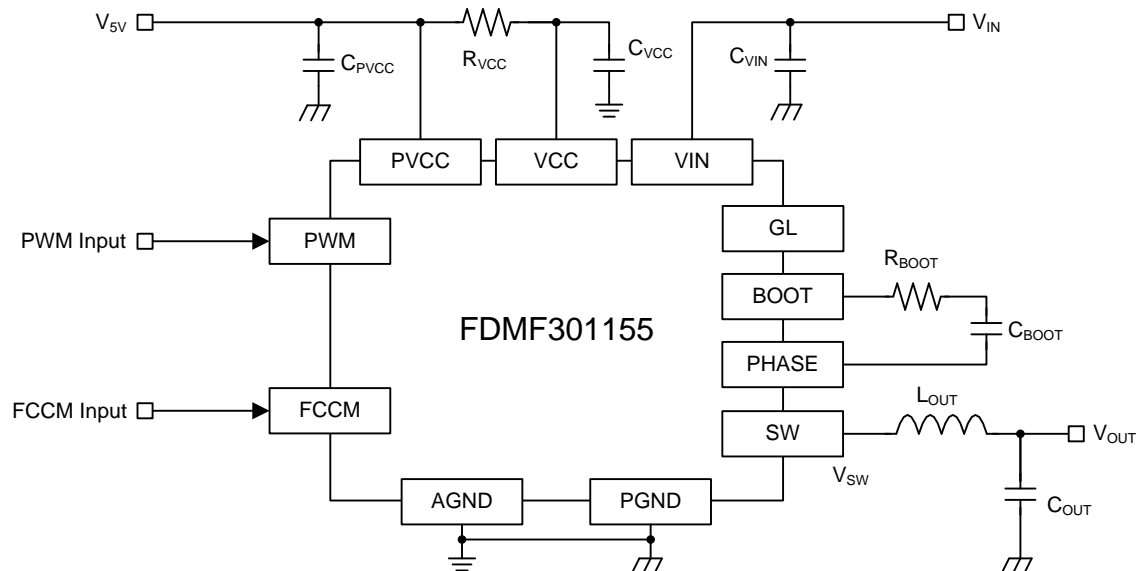 V5V
RVCC
CPVCC
CVCC
CVIN
VIN
PVCC
VCC
VIN
PWM Input
PWM
GL
BOOT
RBOOT
CBOOT
FDMF301155
PHASE
FCCM Input
FCCM
SW
LOUT
VOUT
VSW
AGND
PGND
COUT